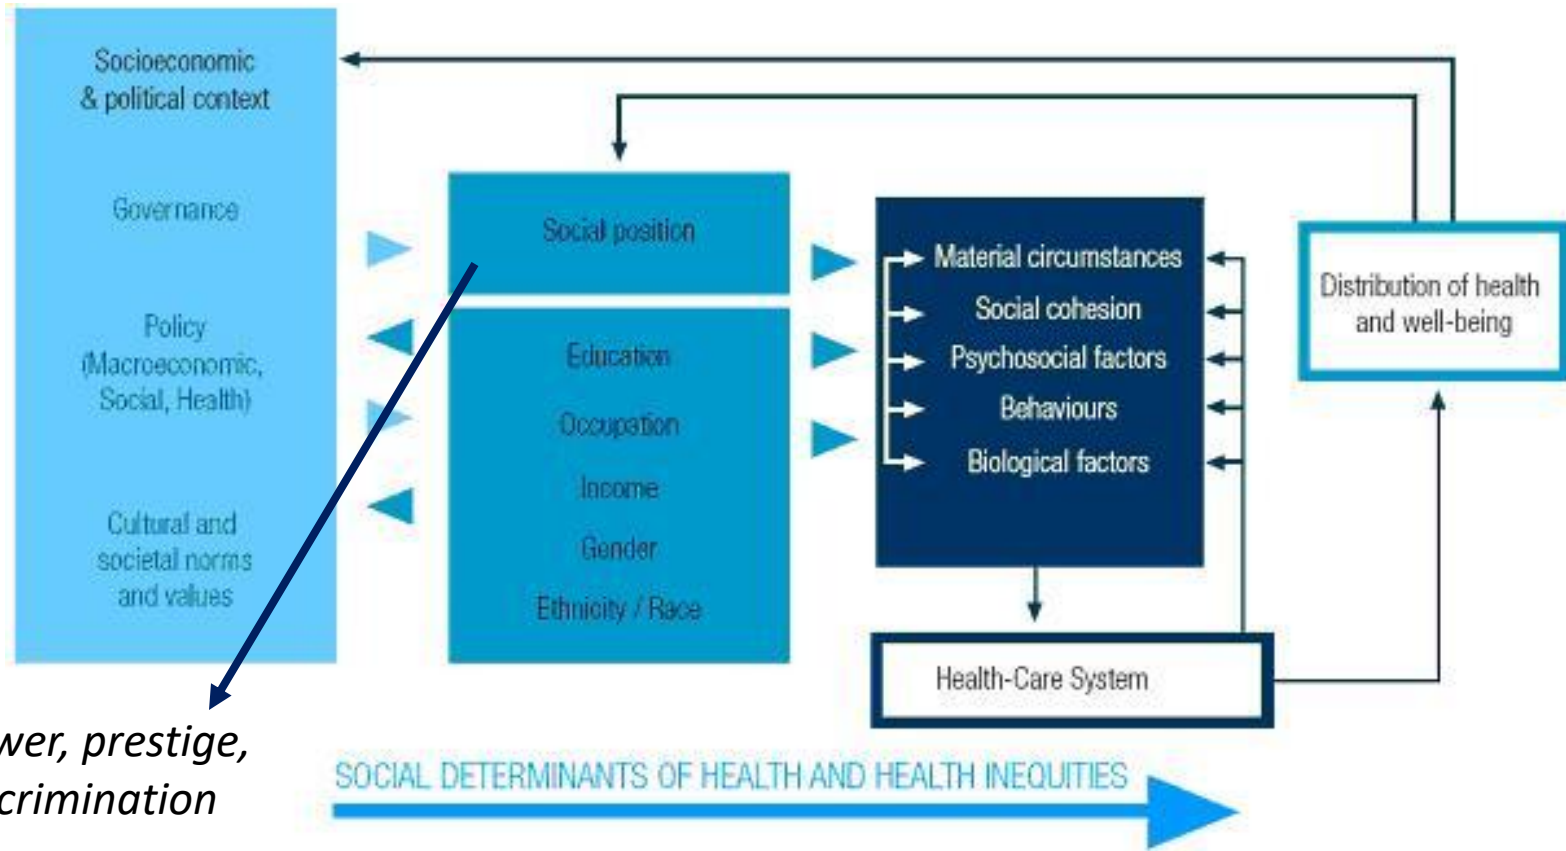 Socioeconomic
& political context
Governance
Policy
(Macroeconomic,
Social, Health)
Cultural and
societal norms
and values
Social position
Education
Occupation
Income
Gender
Ethnicity / Race
Material circumstances
Social cohesion
Psychosocial factors
Behaviours
Biological factors
Distribution of health
and well-being
Health-Care System
prestige,
SOCIAL DETERMINANTS OF HEALTH AND HEALTH INEQUITIES